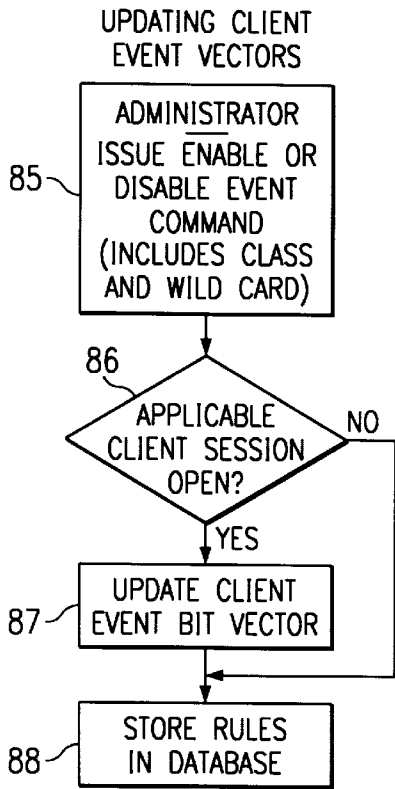 UPDATING CLIENT
EVENT VECTORS
ADMINISTRATOR
ISSUE ENABLE OR
DISABLE EVENT
COMMAND
(INCLUDES CLASS
AND WILD CARD)
85
86
APPLICABLE
CLIENT SESSION
OPEN?
NO
YES
UPDATE CLIENT
EVENT BIT VECTOR
87
STORE RULES
IN DATABASE
88